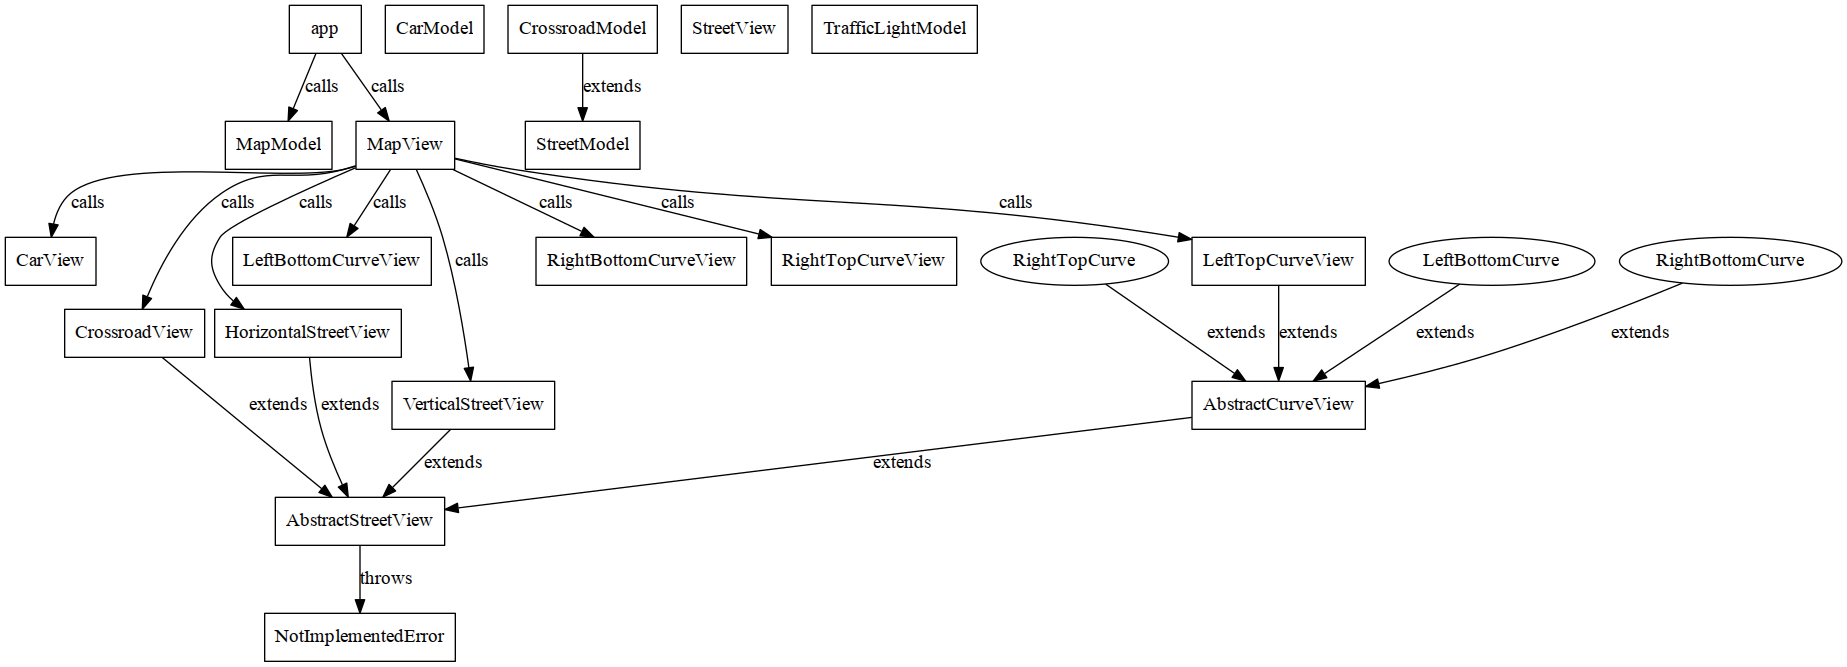 app
CarModel
CrossroadModel
StreetView
TrafficLightModel
calls
calls
extends
MapModel
MapView
StreetModel
calls
calls
calls
calls
calls
calls
calls
calls
CarView
LeftBottomCurveView
RightBottomCurveView
RightTopCurveView
RightTopCurve
LeftTopCurveView
LeftBottomCurve
RightBottomCurve
CrossroadView
HorizontalStreetView
extends
extends
extends
extends
extends
extends
VerticalStreetView
AbstractCurveView
extends
extends
AbstractStreetView
throws
NotImplementedError